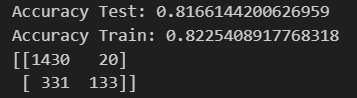 Accuracy Test: 0.8166144200626959
Accuracy Train: 0.8225408917768318
[[1430   20]
 [ 331  133]]